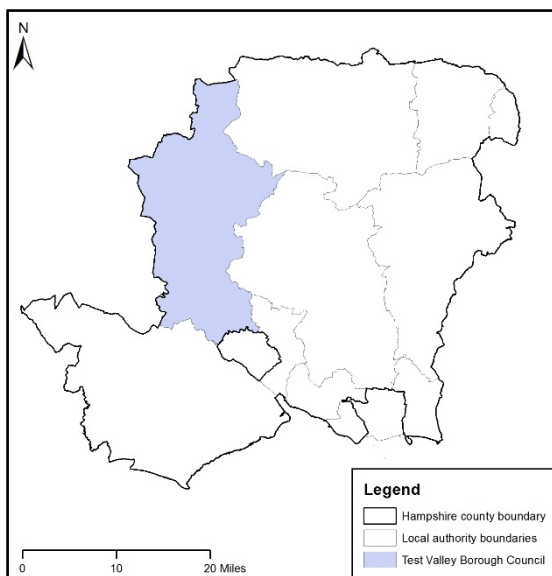 N
Legend
Hampshire county boundary
Local authority boundaries
Test Valley Borough Council
0 10 20 Miles